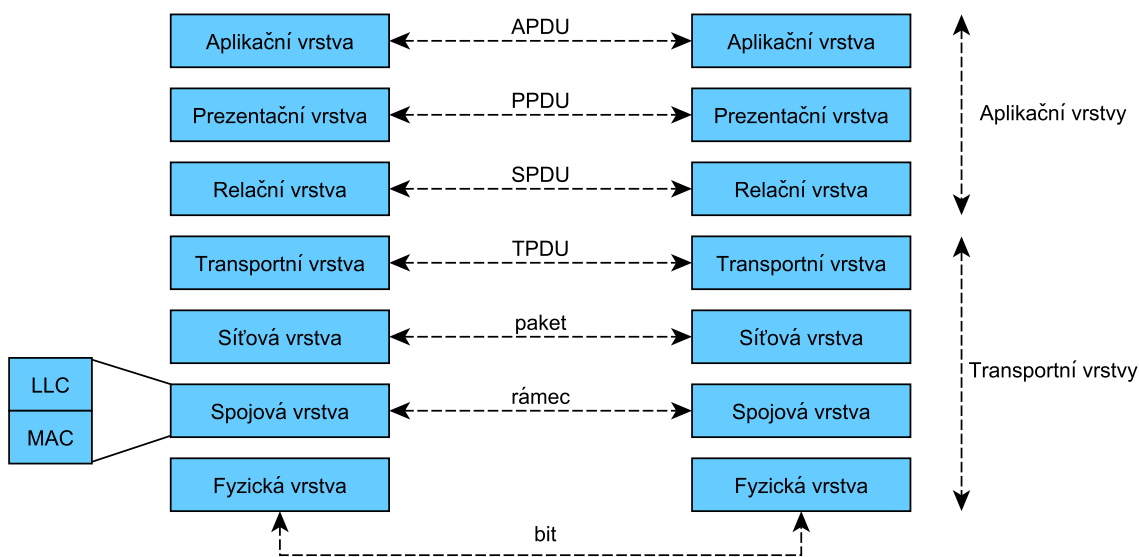 APDU
Aplikační vrstva
Aplikační vrstva
PPDU
Prezentační vrstva
Prezentační vrstva
Aplikační vrstvy
SPDU
Relační vrstva
Relační vrstva
TPDU
Transportní vrstva
Transportní vrstva
paket
Síťová vrstva
Síťová vrstva
Transportní vrstvy
LLC
rámec
Spojová vrstva
Spojová vrstva
MAC
Fyzická vrstva
Fyzická vrstva
bit